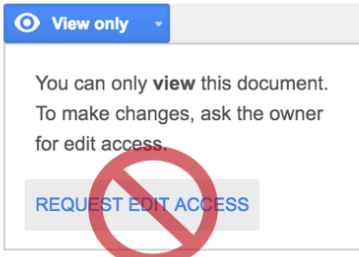 View only
You can only view this document.
To make changes, ask the owner
for edit access.
REQUEST EDIT ACCESS